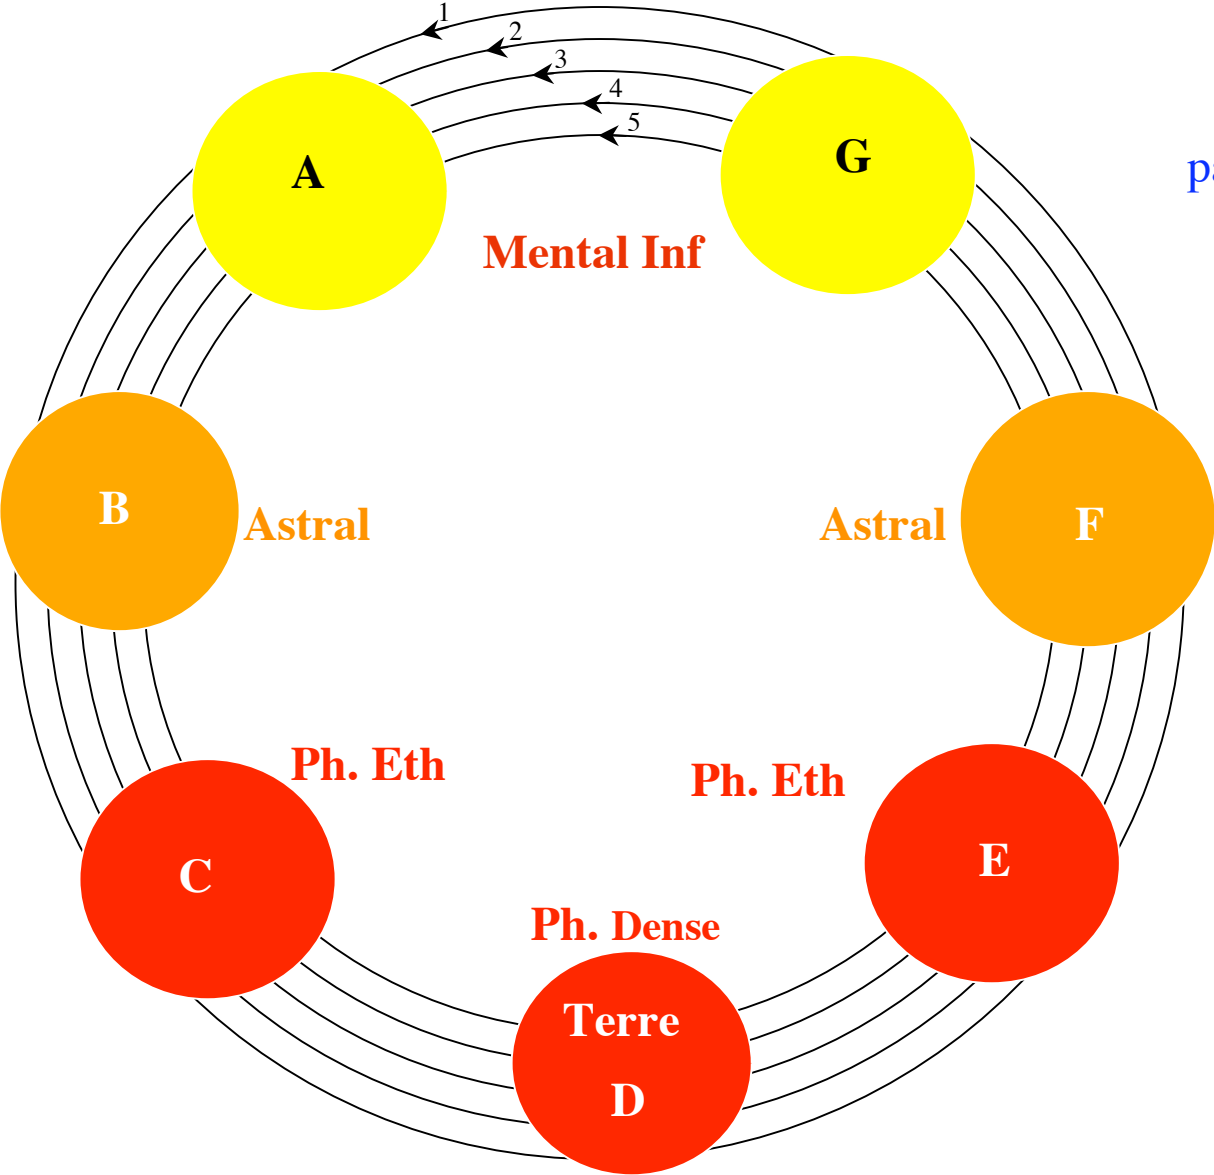 1
2
3
4
5
A
G
Mental Inf
B
Astral
Astral
F
Ph. Eth
Ph. Eth
C
E
Ph. Dense
Terre
D